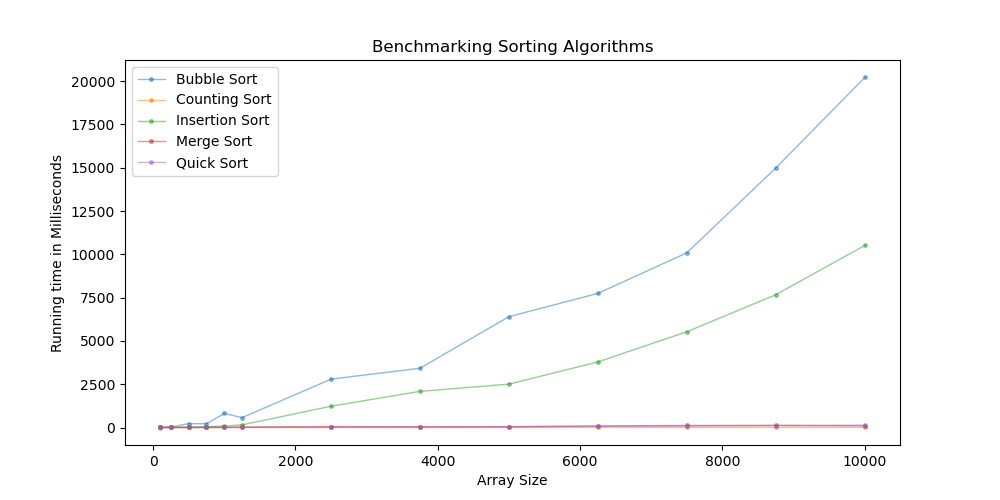 Benchmarking Sorting Algorithms
Bubble Sort
Counting Sort
Insertion Sort
Merge Sort
Quick Sort
Running time in Milliseconds
20000
17500
15000
12500
10000
7500
5000
2500
0
0
2000
4000
6000
8000
10000
Array Size